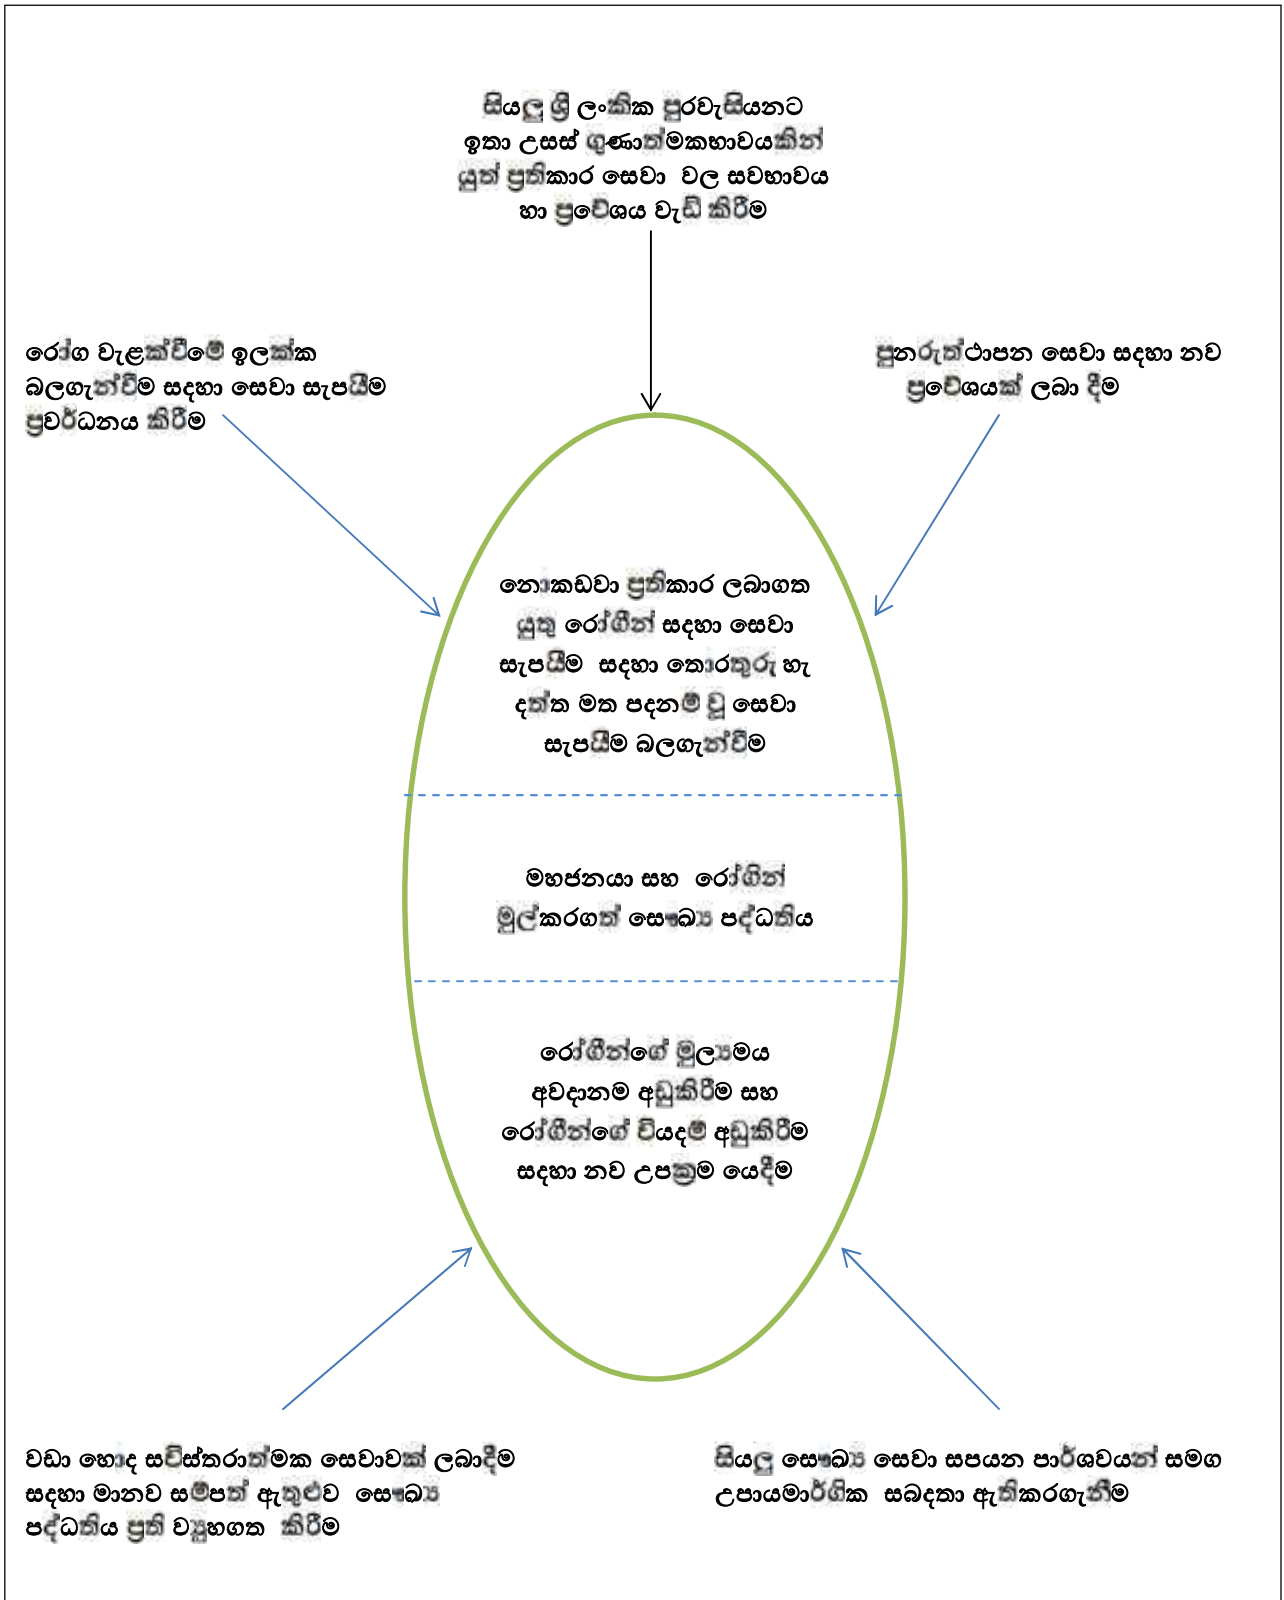 සියලු ශ්‍රී ලංකික පුරවැසියනට
ඉතා උසස් ගුණාත්මකභාවයකින්
යුත් ප්‍රතිකාර සෙවා වල සවභාවය
හා ප්‍රවේශය වැඩි කිරීම
රෝග වැළක්වීමේ ඉලක්ක
බලගැන්වීම සඳහා සෙවා සැපයීම
ප්‍රවර්ධනය කිරීම
පුනරුත්ථාපන සෙවා සඳහා නව
ප්‍රවේශයක් ලබා දීම
නොකඩවා ප්‍රතිකාර ලබාගත
යුතු රෝගීන් සඳහා සෙවා
සැපයීම සඳහා තොරතුරු හැ
දත්ත මත පදනම් වූ සෙවා
සැපයීම බලගැන්වීම
මහජනයා සහ රෝගින්
මුල්කරගත් සෞඛ්‍ය පද්ධතිය
රෝගීන්ගේ මුල්‍යමය
අවදානම අඩුකිරීම සහ
රෝගීන්ගේ වියදම් අඩුකිරීම
සඳහා නව උපක්‍රම යෙදීම
වඩා හොද සවිස්තරාත්මක සෙවාවක් ලබාදීම
සඳහා මානව සම්පත් ඇතුළුව සෞඛ්‍ය
පද්ධතිය ප්‍රති ව්‍යුහගත කිරීම
සියලු සෞඛ්‍ය සෙවා සපයන පාර්ශවයන් සමග
උපායමාර්ගික සබදතා ඇතිකරගැනීම